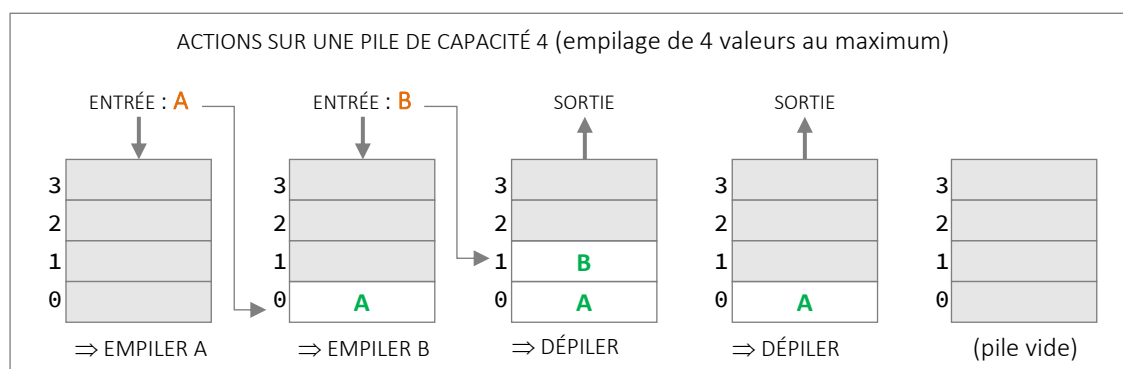 ACTIONS SUR UNE PILE DE CAPACITÉ 4 (empilage de 4 valeurs au maximum)
ENTRÉE : A ENTRÉE : B SORTIE SORTIE
3 3 3 3 3
2 2 2 2 2
1 1 1 B 1 1
0 0 A 0 A 0 A 0
⇒ EMPILER A ⇒ EMPILER B ⇒ DÉPILER ⇒ DÉPILER (pile vide)